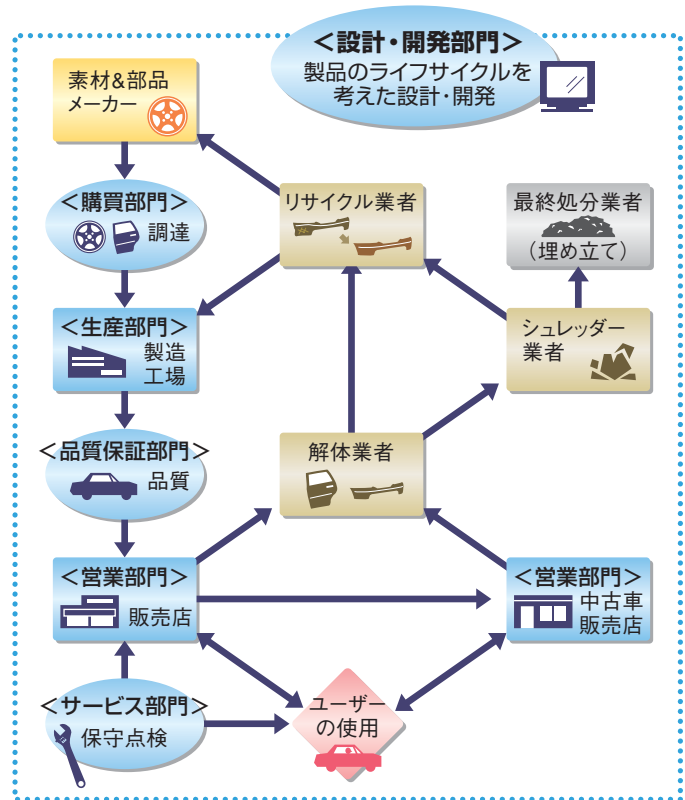 ＜設計・開発部門＞
製品のライフサイクルを
考えた設計・開発
素材&部品
メーカー
＜購買部門＞
調達
＜生産部門＞
製造
工場
＜品質保証部門＞
品質
＜営業部門＞
販売店
＜サービス部門＞
保守点検
リサイクル業者
解体業者
ユーザー
の使用
最終処分業者
（埋め立て）
シュレッダー
業者
＜営業部門＞
中古車
販売店